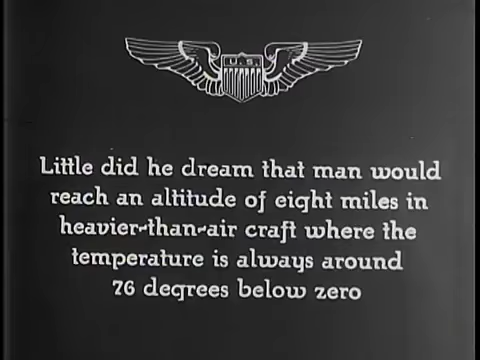 U.S.
Little did he dream that man would
reach an altitude of eight miles in
heavier-than-air craft where the
temperature is always around
76 degrees below zero